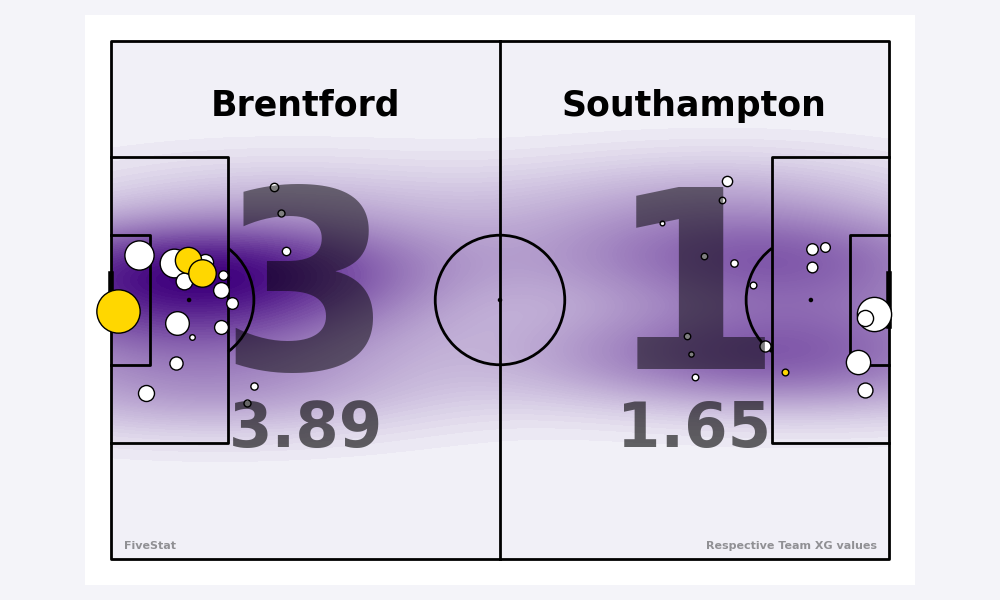 Brentford
Southampton
3
1
3.89
1.65
FiveStat
Respective Team XG values